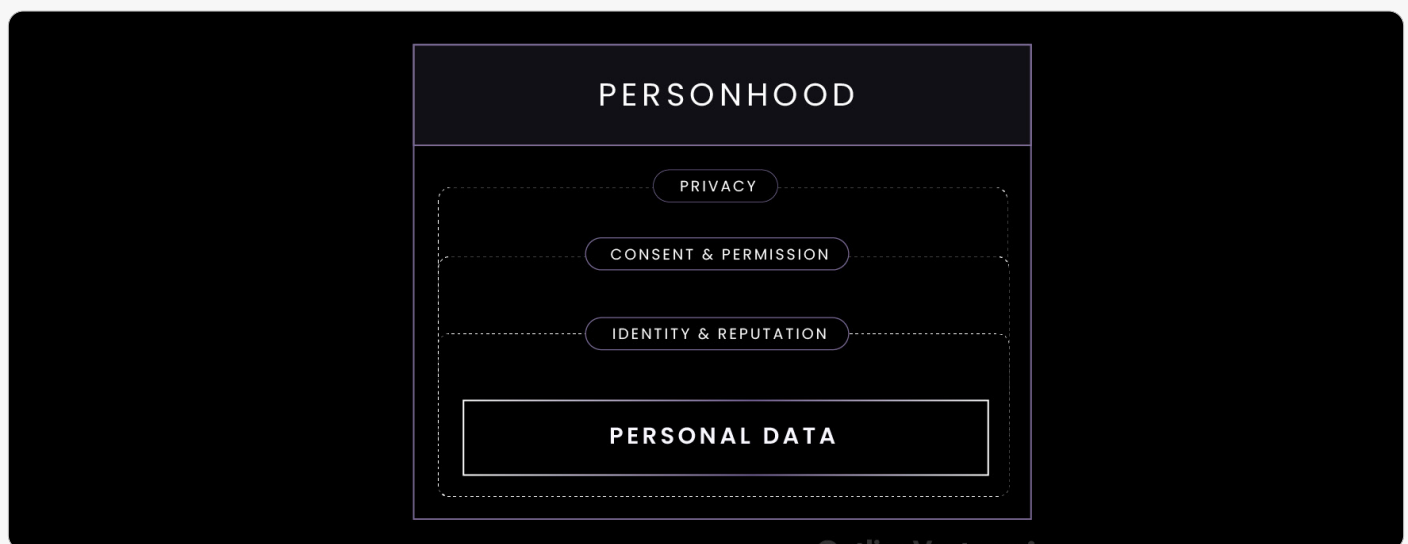 PERSONHOOD
PRIVACY
CONSENT & PERMISSION
IDENTITY & REPUTATION
PERSONAL DATA